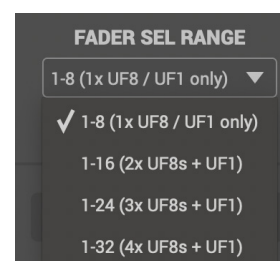 FADER SEL RANGE
1-8 (1x UF8 / UF1 only)
1-8 (1x UF8 / UF1 only)
1-16 (2x UF8s + UF1)
1-24 (3x UF8s + UF1)
1-32 (4x UF8s + UF1)